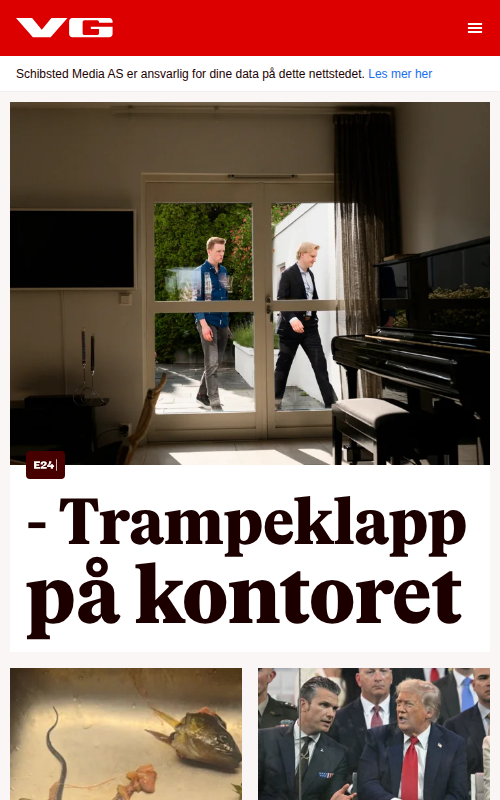 VG
Schibsted Media AS er ansvarlig for dine data på dette nettstedet. Les mer her
E24
- Trampeklapp
på kontoret